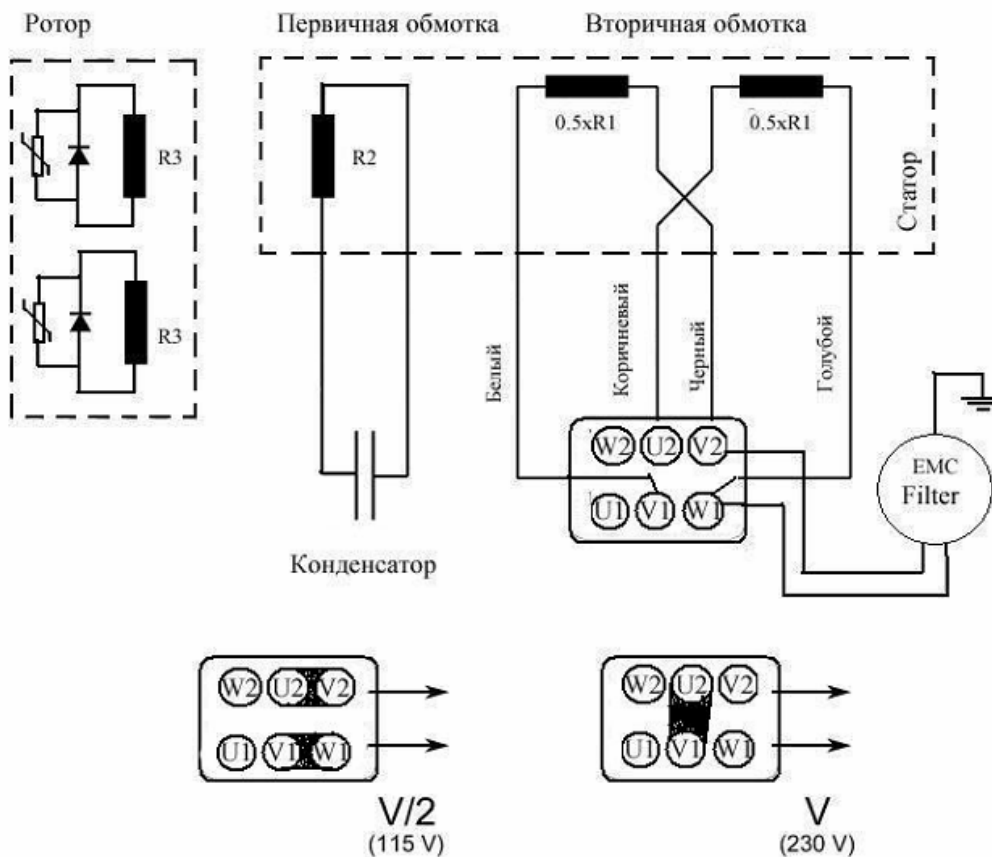 Ротор
Первичная обмотка
Вторичная обмотка
R3
R3
R2
0.5xR1
0.5xR1
Статор
Белый
Коричневый
Черный
Голубой
W2 U2 V2
U1 V1 W1
EMC
Filter
Конденсатор
W2 U2 V2
U1 V1 W1
V/2
(115 V)
W2 U2 V2
U1 V1 W1
V
(230 V)